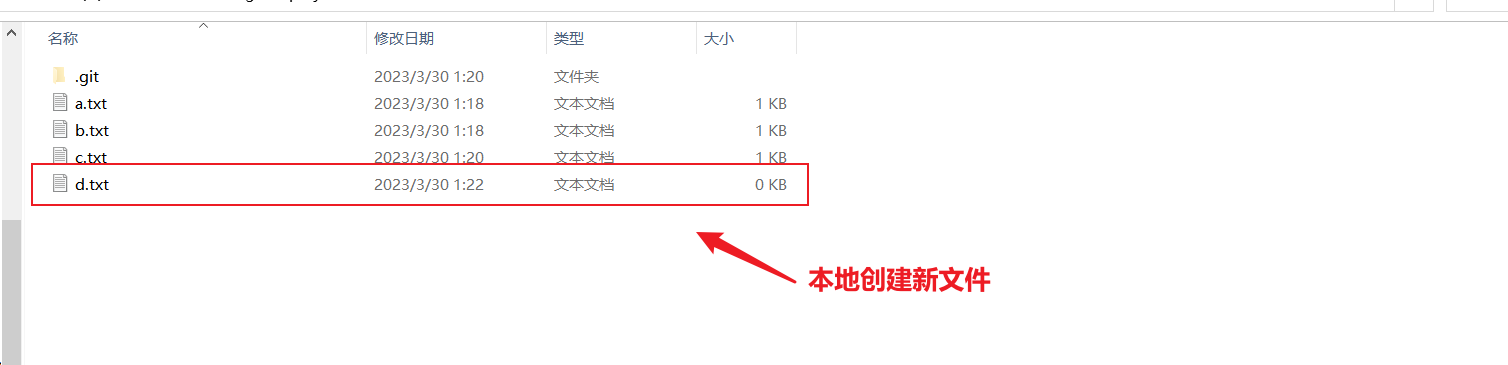 名称 修改日期 类型 大小
.git 2023/3/30 1:20 文件夹
a.txt 2023/3/30 1:18 文本文档 1 KB
b.txt 2023/3/30 1:18 文本文档 1 KB
c.txt 2023/3/30 1:20 文本文档 1 KB
d.txt 2023/3/30 1:22 文本文档 0 KB
本地创建新文件